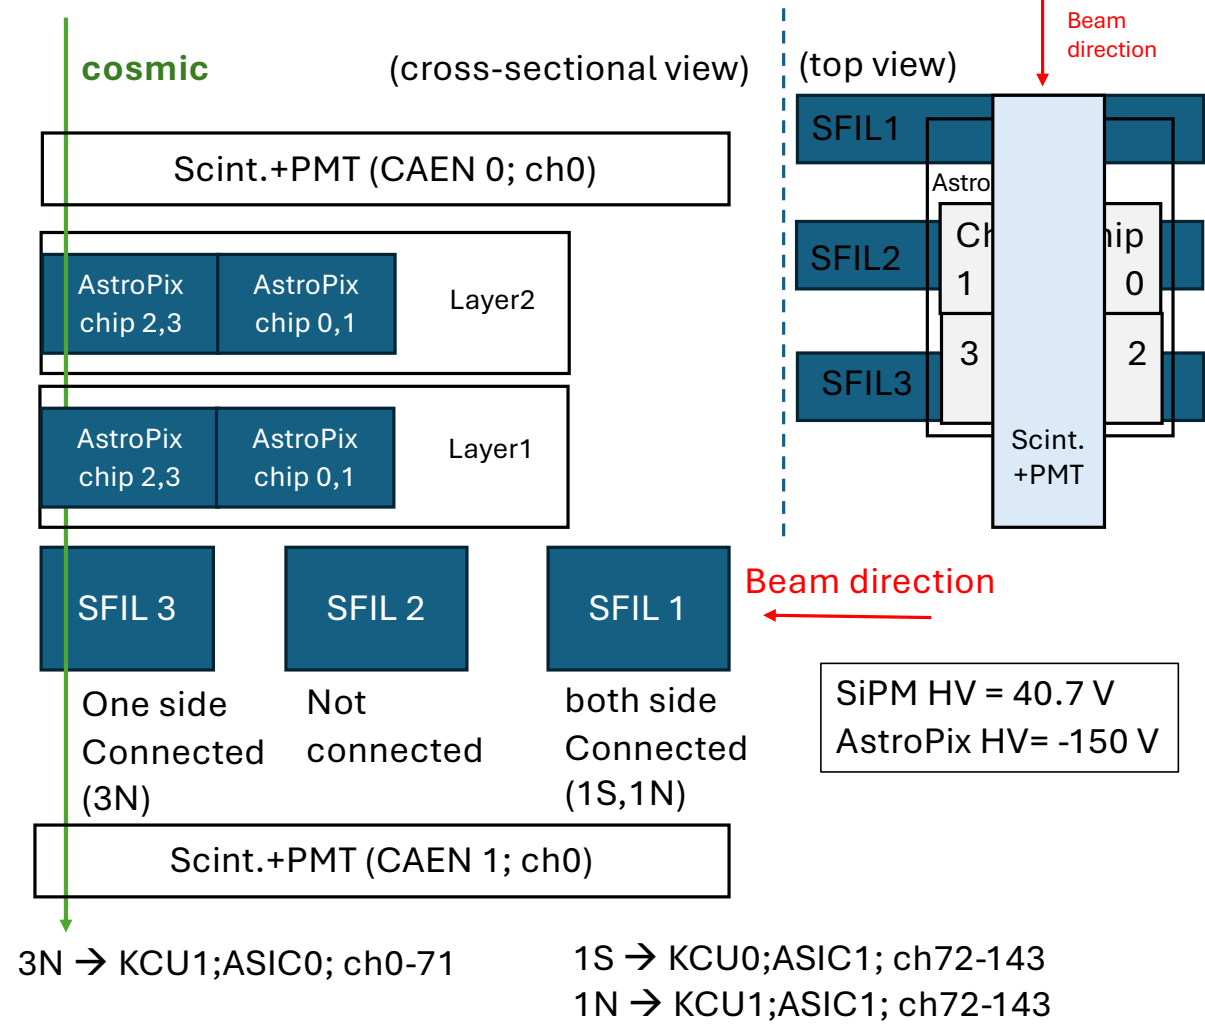 cosmic
(cross-sectional view)
Scint.+PMT (CAEN 0; ch0)
AstroPix
chip 2,3
AstroPix
chip 0,1
Layer2
AstroPix
chip 2,3
AstroPix
chip 0,1
Layer1
SFIL 3
SFIL 2
SFIL 1
Beam direction
One side
Connected
(3N)
Not
connected
both side
Connected
(1S,1N)
Scint.+PMT (CAEN 1; ch0)
3N → KCU1;ASIC0; ch0-71
1S → KCU0;ASIC1; ch72-143
1N → KCU1;ASIC1; ch72-143
(top view)
Beam
direction
SFIL1
Astro
SFIL2
1
ip
0
SFIL3
3
2
Scint.
+PMT
SiPM HV = 40.7 V
AstroPix HV= -150 V